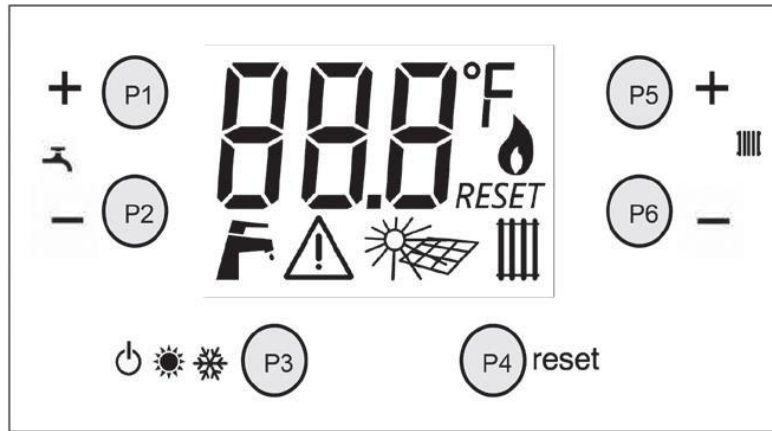 + P1 88.8 °F P5 +
− P2 RESET P6 −
P3 P4 reset